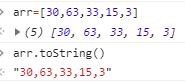 > arr=[30,63,33,15,3]
< ▸ (5) [30, 63, 33, 15, 3]
> arr.toString()
< "30,63,33,15,3"